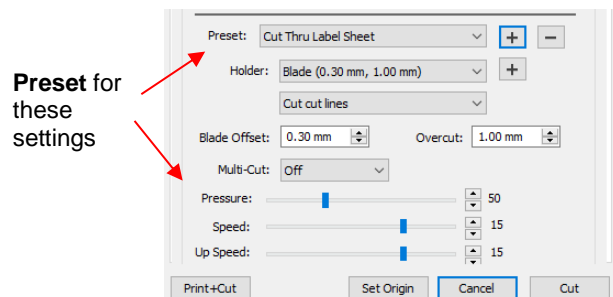 Preset: Cut Thru Label Sheet + −
Holder: Blade (0.30 mm, 1.00 mm) +
Preset for
these
settings
Cut cut lines
Blade Offset: 0.30 mm Overcut: 1.00 mm
Multi-Cut: Off
Pressure: 50
Speed: 15
Up Speed: 15
Print+Cut Set Origin Cancel Cut